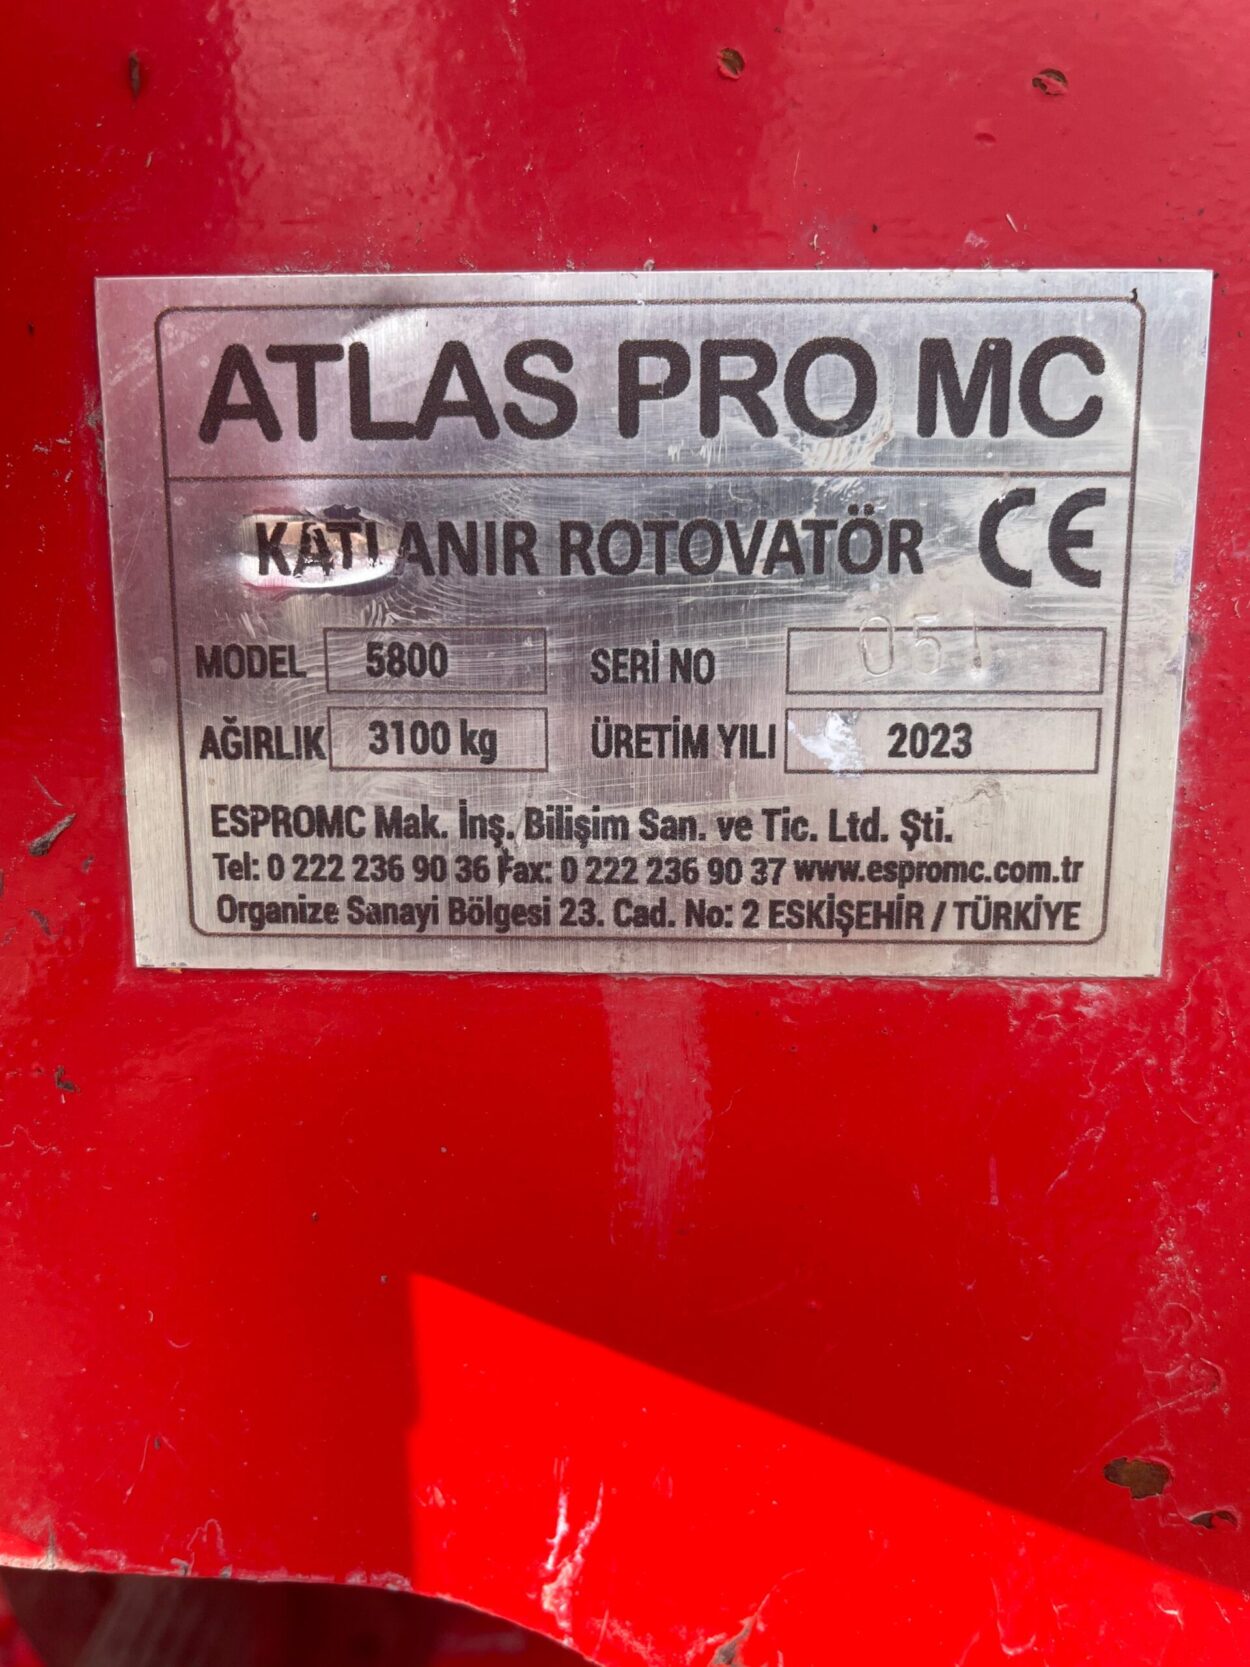 ATLAS PRO MC
KATLANIR ROTOVATÖR CE
MODEL 5800 SERİ NO 051
AĞIRLIK 3100 kg ÜRETİM YILI 2023
ESPROMC Mak. İnş. Bilişim San. ve Tic. Ltd. Şti.
Tel: 0 222 236 90 36 Fax: 0 222 236 90 37 www.espromc.com.tr
Organize Sanayi Bölgesi 23. Cad. No: 2 ESKİŞEHİR / TÜRKİYE